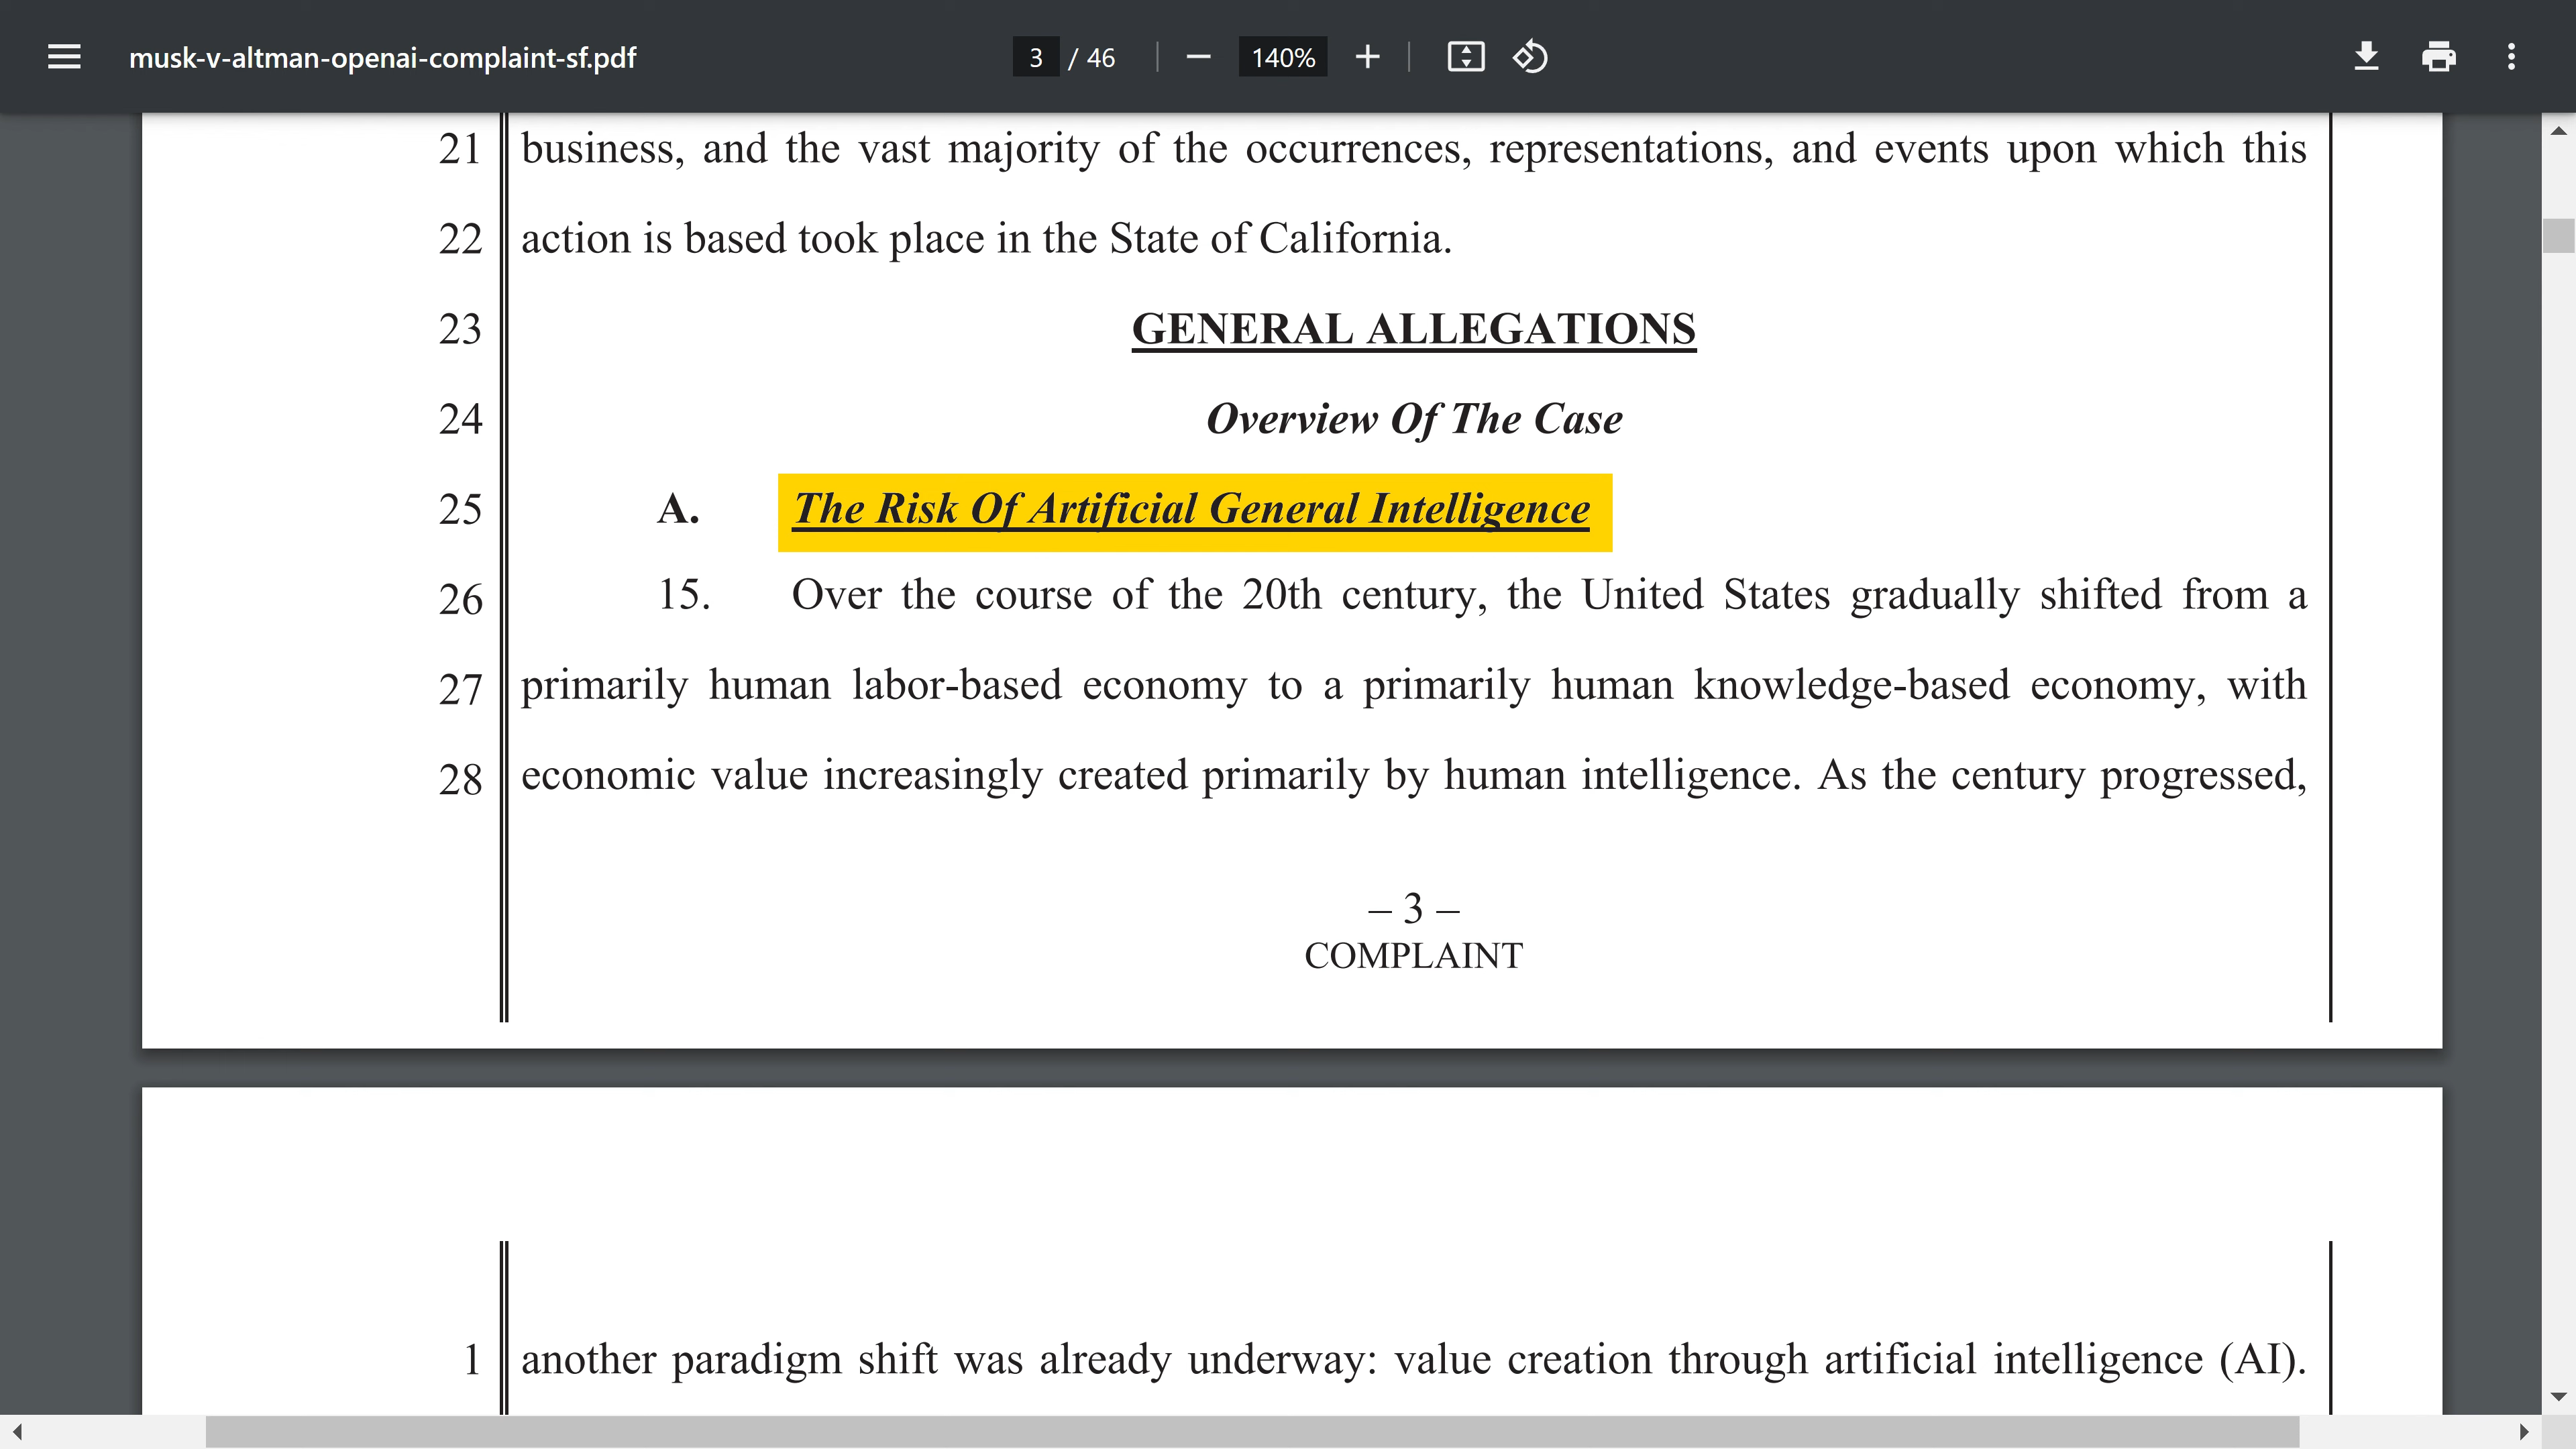 musk-v-altman-openai-complaint-sf.pdf 3 / 46 140%
21 business, and the vast majority of the occurrences, representations, and events upon which this
22 action is based took place in the State of California.
23 GENERAL ALLEGATIONS
24 Overview Of The Case
25 A. The Risk Of Artificial General Intelligence
26 15. Over the course of the 20th century, the United States gradually shifted from a
27 primarily human labor-based economy to a primarily human knowledge-based economy, with
28 economic value increasingly created primarily by human intelligence. As the century progressed,
– 3 –
COMPLAINT
1 another paradigm shift was already underway: value creation through artificial intelligence (AI).